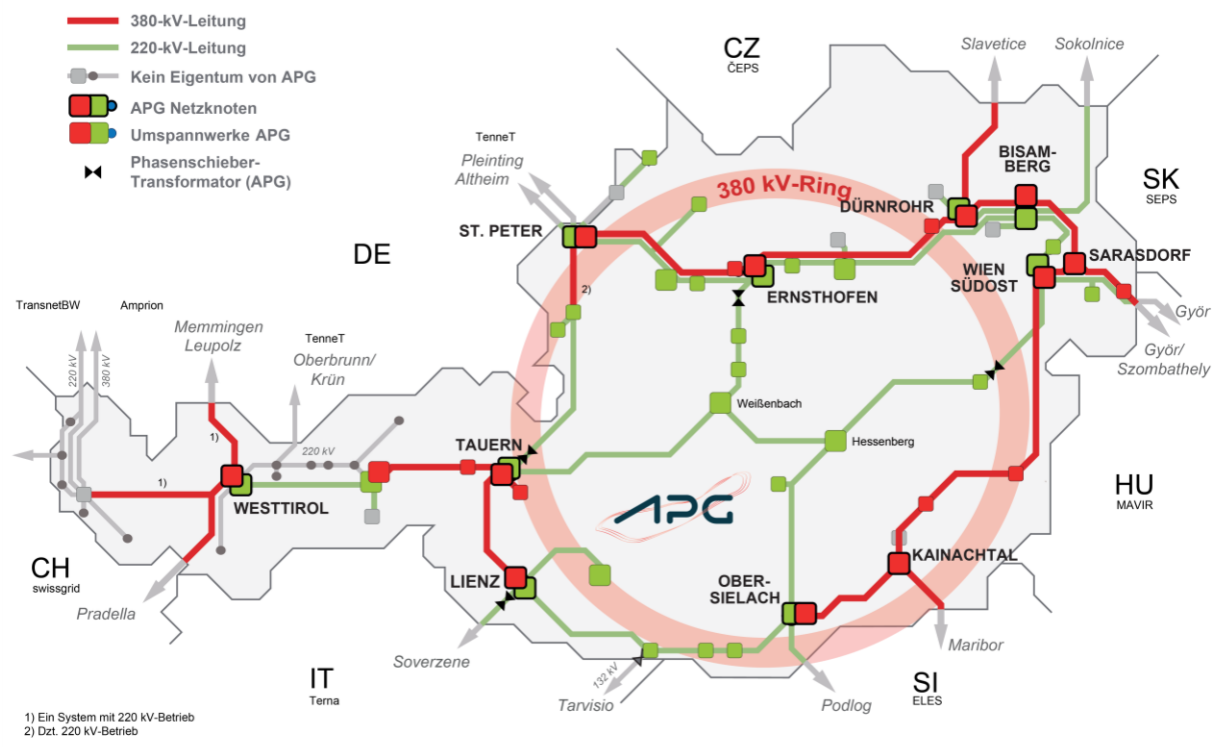 380-kV-Leitung
220-kV-Leitung
Kein Eigentum von APG
APG Netzknoten
Umspannwerke APG
Phasenschieber-
Transformator (APG)
CZ
ČEPS
Slavetice
Sokolnice
TenneT
Pleinting
Altheim
380 kV-Ring
BISAM-
BERG
SK
SEPS
DÜRNROHR
ST. PETER
DE
SARASDORF
WIEN
SÜDOST
ERNSTHOFEN
2)
TransnetBW
Amprion
Memmingen
Leupolz
TenneT
Oberbrunn/
Krün
Györ
Györ/
Szombathely
220 kV
380 kV
Weißenbach
1)
220 kV
TAUERN
Hessenberg
1)
WESTTIROL
APG
HU
MAVIR
CH
swissgrid
Pradella
LIENZ
OBER-
SIELACH
KAINACHTAL
Soverzene
132 kV
Maribor
IT
Terna
Tarvisio
Podlog
SI
ELES
1) Ein System mit 220 kV-Betrieb
2) Dzt. 220 kV-Betrieb